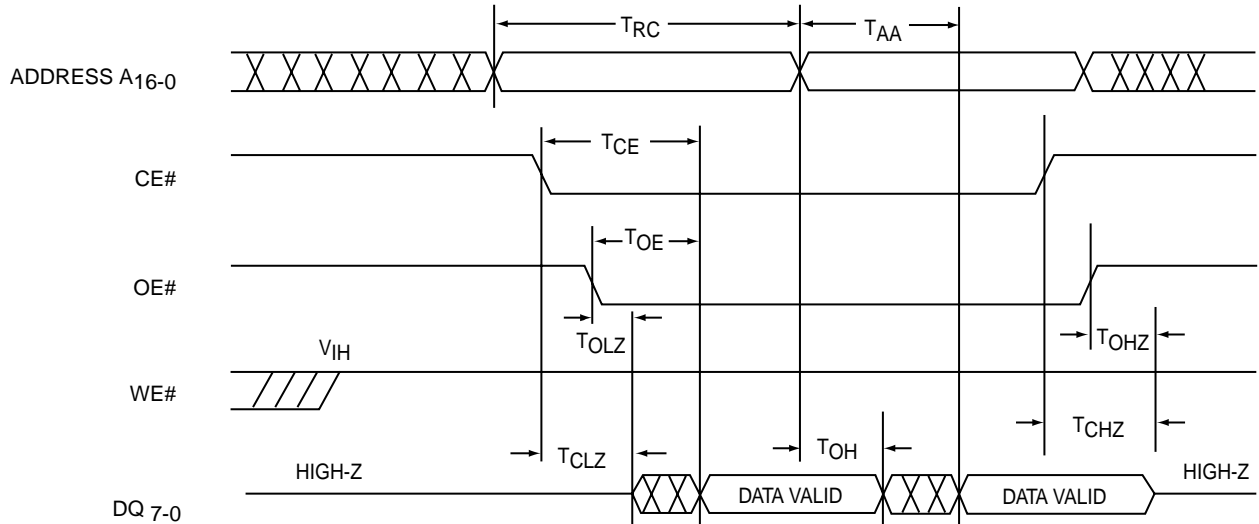 TRC
TAA
ADDRESS A16-0
TCE
CE#
TOE
OE#
TOLZ
TOHZ
VIH
WE#
TCLZ
TOH
TCHZ
HIGH-Z
HIGH-Z
DATA VALID
DATA VALID
DQ 7-0